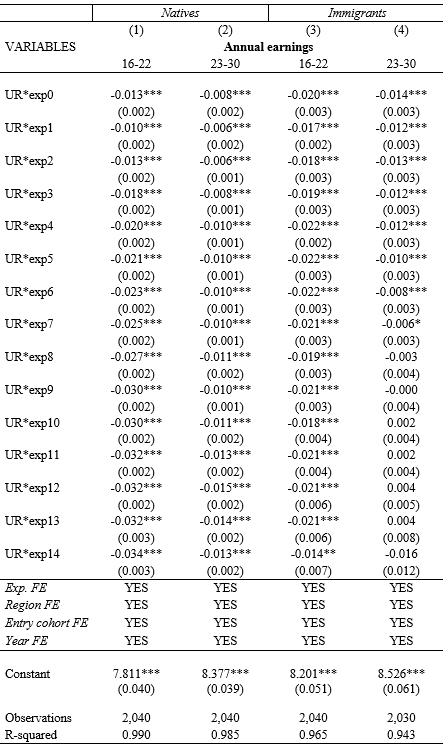 Natives Immigrants
(1) (2) (3) (4)
VARIABLES Annual earnings
16-22 23-30 16-22 23-30
UR*exp0 -0.013*** -0.008*** -0.020*** -0.014***
(0.002) (0.002) (0.003) (0.003)
UR*exp1 -0.010*** -0.006*** -0.017*** -0.012***
(0.002) (0.002) (0.002) (0.003)
UR*exp2 -0.013*** -0.006*** -0.018*** -0.013***
(0.002) (0.001) (0.003) (0.003)
UR*exp3 -0.018*** -0.008*** -0.019*** -0.012***
(0.002) (0.001) (0.003) (0.003)
UR*exp4 -0.020*** -0.010*** -0.022*** -0.012***
(0.002) (0.001) (0.002) (0.003)
UR*exp5 -0.021*** -0.010*** -0.022*** -0.010***
(0.002) (0.001) (0.003) (0.003)
UR*exp6 -0.023*** -0.010*** -0.022*** -0.008***
(0.002) (0.001) (0.003) (0.003)
UR*exp7 -0.025*** -0.010*** -0.021*** -0.006*
(0.002) (0.001) (0.003) (0.003)
UR*exp8 -0.027*** -0.011*** -0.019*** -0.003
(0.002) (0.002) (0.003) (0.004)
UR*exp9 -0.030*** -0.010*** -0.021*** -0.000
(0.002) (0.001) (0.003) (0.004)
UR*exp10 -0.030*** -0.011*** -0.018*** 0.002
(0.002) (0.002) (0.004) (0.004)
UR*exp11 -0.032*** -0.013*** -0.021*** 0.002
(0.002) (0.002) (0.004) (0.004)
UR*exp12 -0.032*** -0.015*** -0.021*** 0.004
(0.002) (0.002) (0.006) (0.005)
UR*exp13 -0.032*** -0.014*** -0.021*** 0.004
(0.003) (0.002) (0.006) (0.008)
UR*exp14 -0.034*** -0.013*** -0.014** -0.016
(0.003) (0.002) (0.007) (0.012)
Exp. FE YES YES YES YES
Region FE YES YES YES YES
Entry cohort FE YES YES YES YES
Year FE YES YES YES YES
Constant 7.811*** 8.377*** 8.201*** 8.526***
(0.040) (0.039) (0.051) (0.061)
Observations 2,040 2,040 2,040 2,030
R-squared 0.990 0.985 0.965 0.943